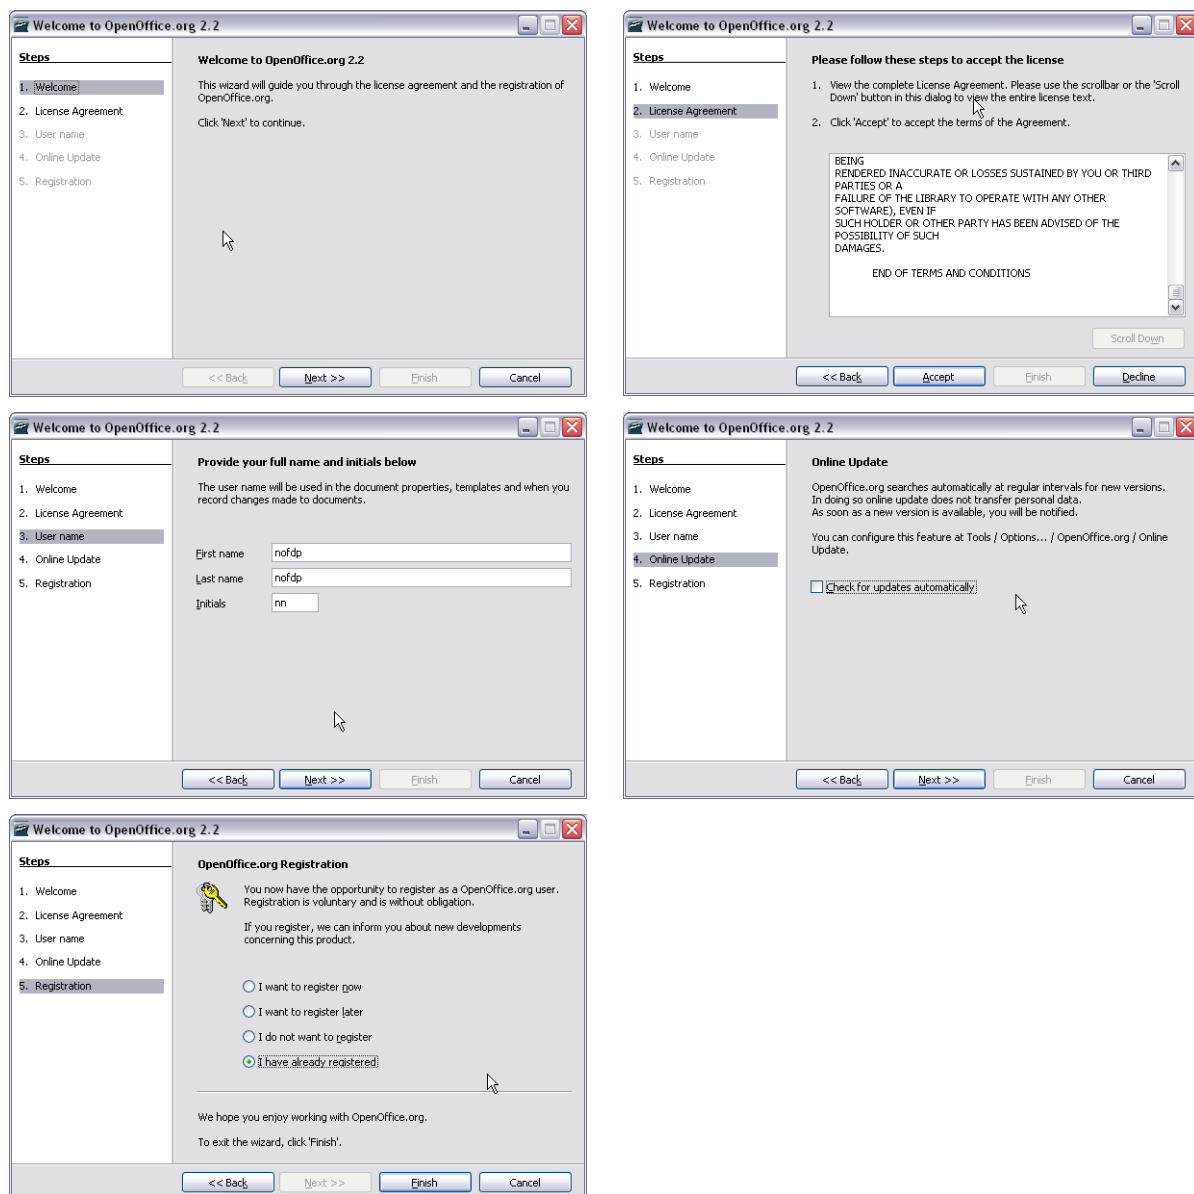 Welcome to OpenOffice.org 2.2
Steps
1. Welcome
2. License Agreement
3. User name
4. Online Update
5. Registration
Welcome to OpenOffice.org 2.2
This wizard will guide you through the license agreement and the registration of
OpenOffice.org.
Click 'Next' to continue.
<< Back
Next >>
Finish
Cancel
Welcome to OpenOffice.org 2.2
Steps
1. Welcome
2. License Agreement
3. User name
4. Online Update
5. Registration
Please follow these steps to accept the license
1. View the complete License Agreement. Please use the scrollbar or the 'Scroll
Down' button in this dialog to view the entire license text.
2. Click 'Accept' to accept the terms of the Agreement.
BEING
RENDERED INACCURATE OR LOSSES SUSTAINED BY YOU OR THIRD
PARTIES OR A
FAILURE OF THE LIBRARY TO OPERATE WITH ANY OTHER
SOFTWARE), EVEN IF
SUCH HOLDER OR OTHER PARTY HAS BEEN ADVISED OF THE
POSSIBILITY OF SUCH
DAMAGES.
END OF TERMS AND CONDITIONS
Scroll Down
<< Back
Accept
Finish
Decline
Welcome to OpenOffice.org 2.2
Steps
1. Welcome
2. License Agreement
3. User name
4. Online Update
5. Registration
Provide your full name and initials below
The user name will be used in the document properties, templates and when you
record changes made to documents.
First name nofdp
Last name nofdp
Initials nn
<< Back
Next >>
Finish
Cancel
Welcome to OpenOffice.org 2.2
Steps
1. Welcome
2. License Agreement
3. User name
4. Online Update
5. Registration
Online Update
OpenOffice.org searches automatically at regular intervals for new versions.
In doing so online update does not transfer personal data.
As soon as a new version is available, you will be notified.
You can configure this feature at Tools / Options... / OpenOffice.org / Online
Update.
Check for updates automatically
<< Back
Next >>
Finish
Cancel
Welcome to OpenOffice.org 2.2
Steps
1. Welcome
2. License Agreement
3. User name
4. Online Update
5. Registration
OpenOffice.org Registration
You now have the opportunity to register as a OpenOffice.org user.
Registration is voluntary and is without obligation.
If you register, we can inform you about new developments
concerning this product.
I want to register now
I want to register later
I do not want to register
I have already registered
We hope you enjoy working with OpenOffice.org.
To exit the wizard, click 'Finish'.
<< Back
Next >>
Finish
Cancel